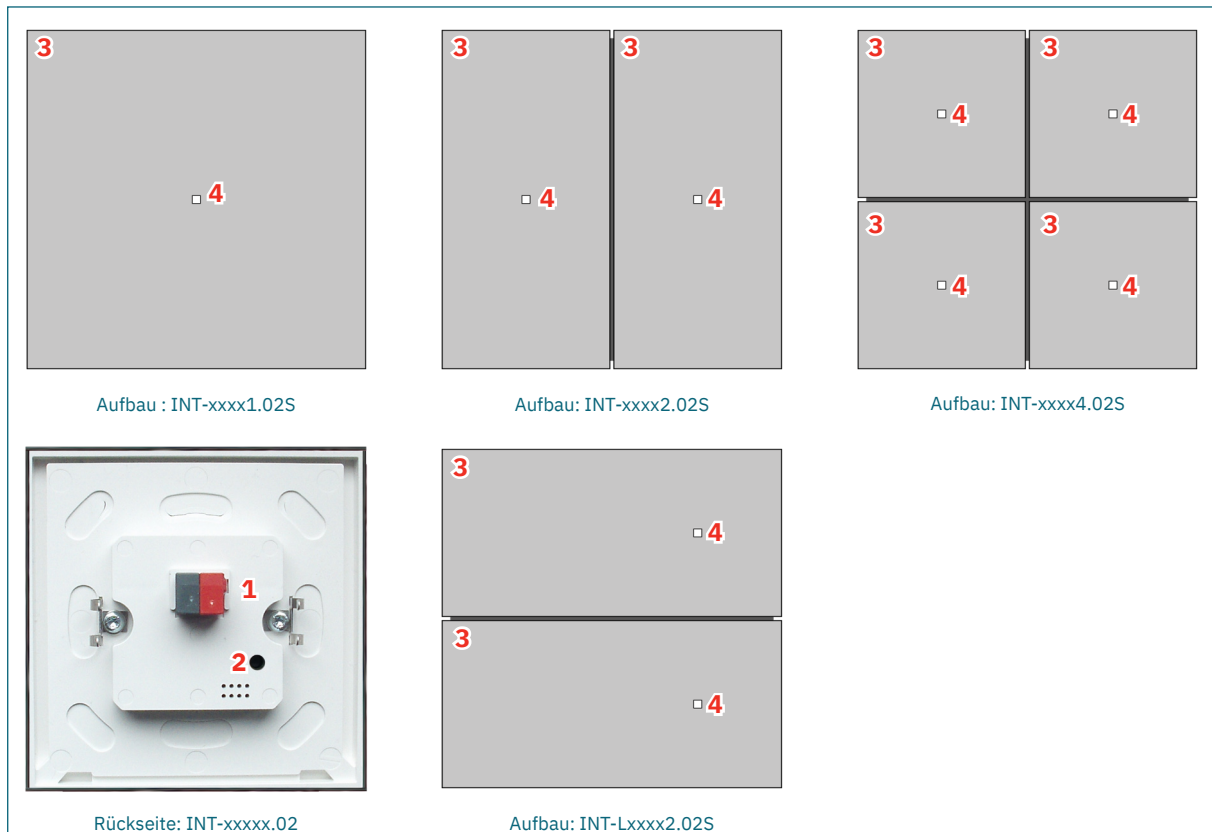 3 3 3 3 3
4 4
4 4 4
3 3
4 4
Aufbau : INT-xxxx1.02S Aufbau: INT-xxxx2.02S Aufbau: INT-xxxx4.02S
3
4
1
3
2
4
Rückseite: INT-xxxxx.02 Aufbau: INT-Lxxxx2.02S